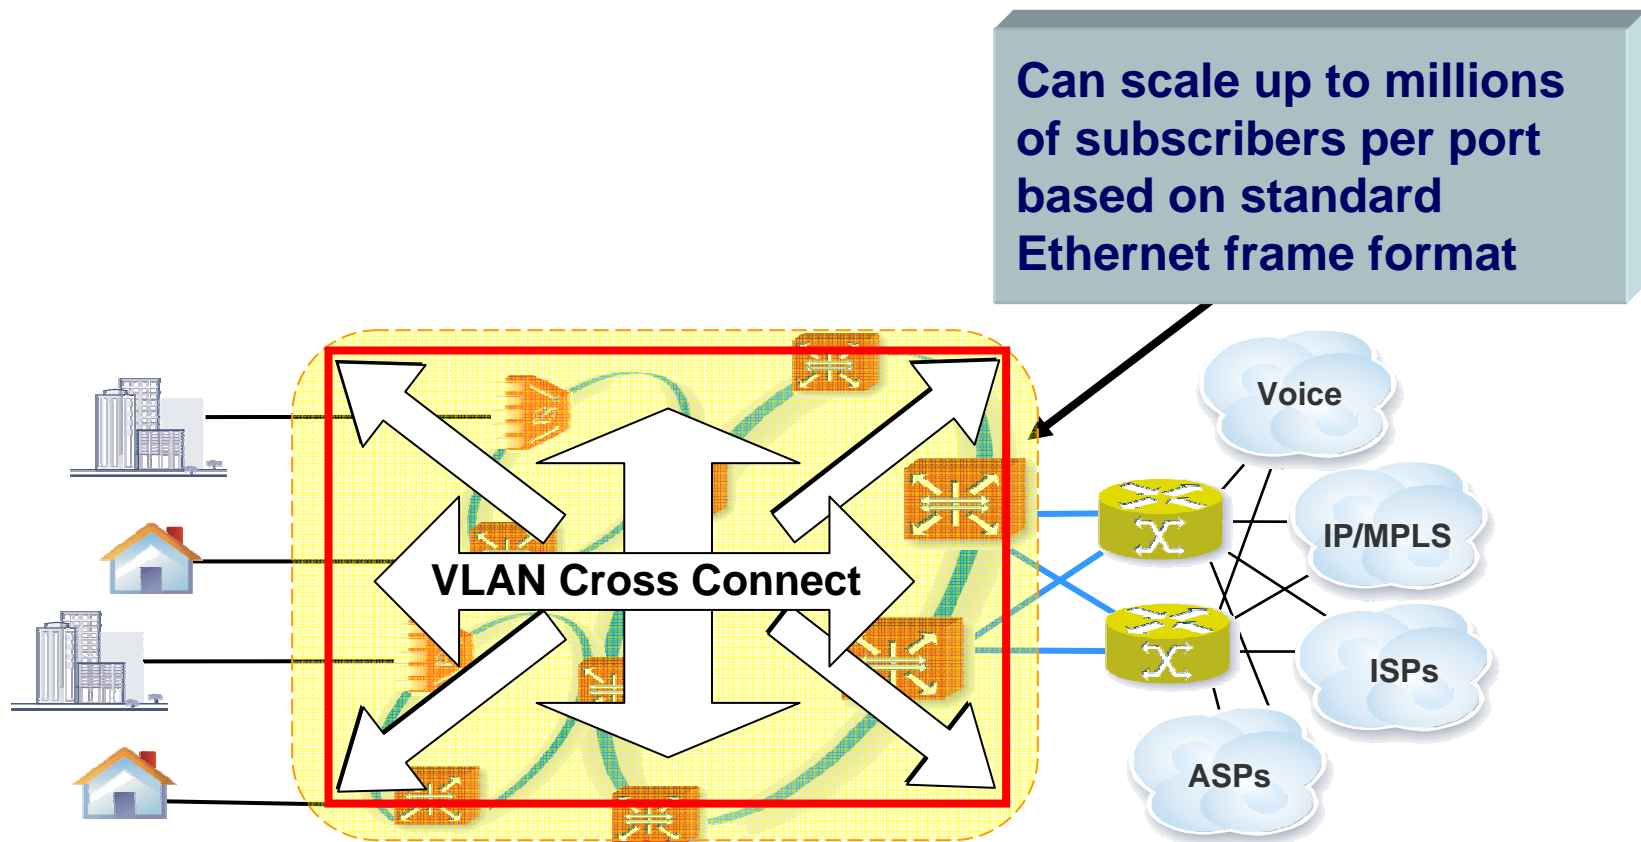 Can scale up to millions
of subscribers per port
based on standard
Ethernet frame format
Voice
IP/MPLS
VLAN Cross Connect
ISPs
ASPs